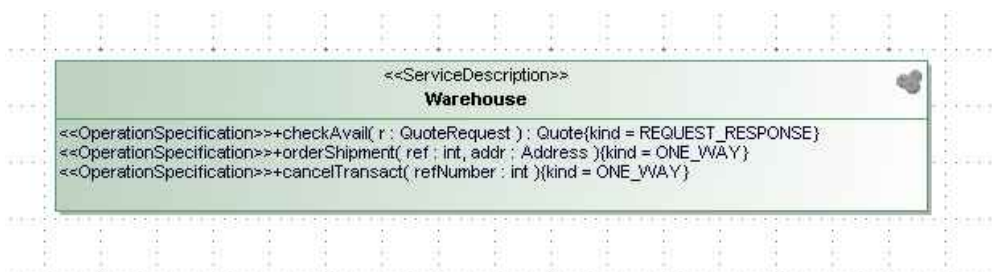 <<ServiceDescription>>
Warehouse
<<OperationSpecification>>+checkAvail( r : QuoteRequest ) : Quote{kind = REQUEST_RESPONSE}
<<OperationSpecification>>+orderShipment( ref : int, addr : Address ){kind = ONE_WAY}
<<OperationSpecification>>+cancelTransact( refNumber : int ){kind = ONE_WAY}